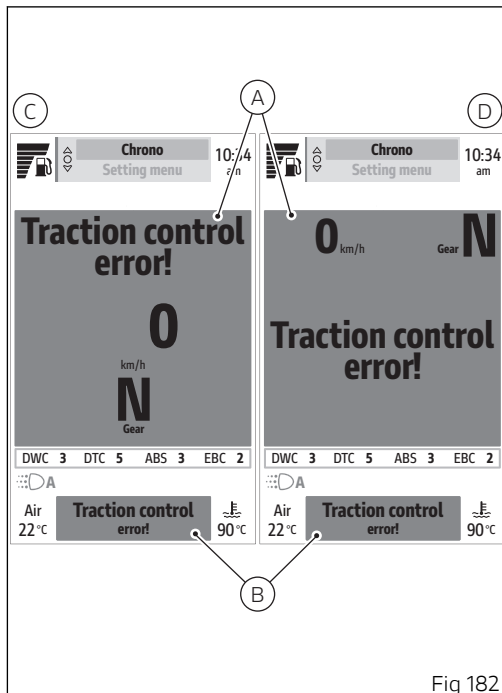 C
A
D
Chrono
Setting menu
10:34
am
Traction control
error!
0
km/h
N
Gear
DWC 3 DTC 5 ABS 3 EBC 2
A
Air
22 °C
Traction control
error!
90 °C
Chrono
Setting menu
10:34
am
0 km/h
Gear N
Traction control
error!
DWC 3 DTC 5 ABS 3 EBC 2
A
Air
22 °C
Traction control
error!
90 °C
B
Fig 182